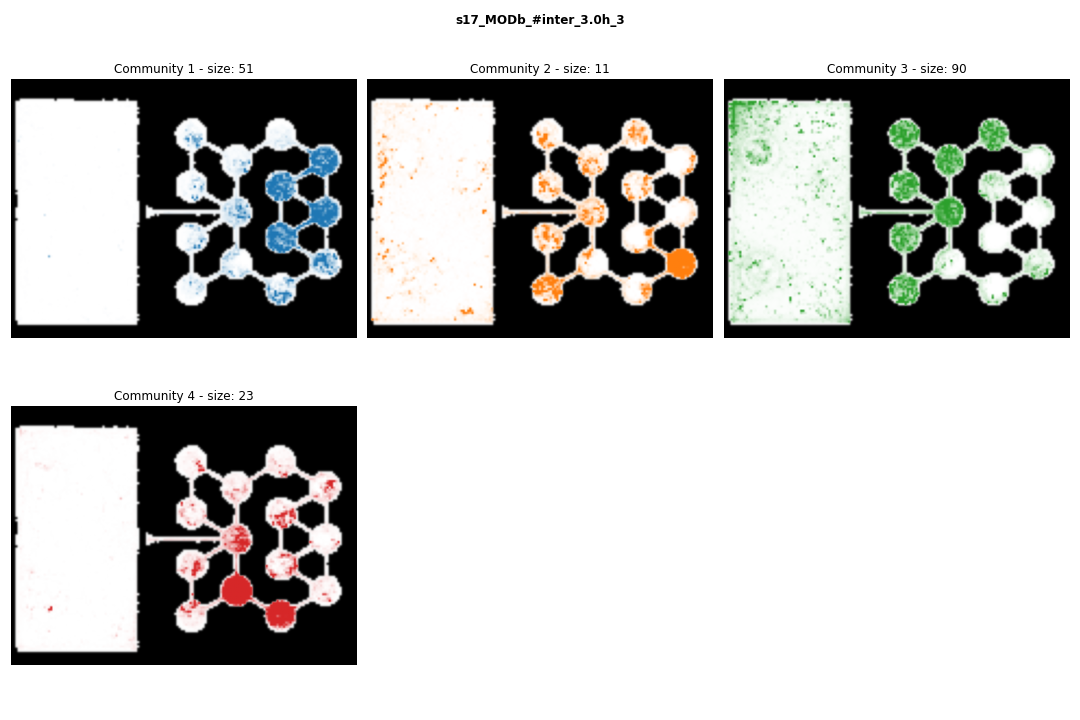 s17_MODb_#inter_3.0h_3
Community 1 - size: 51
Community 2 - size: 11
Community 3 - size: 90
Community 4 - size: 23